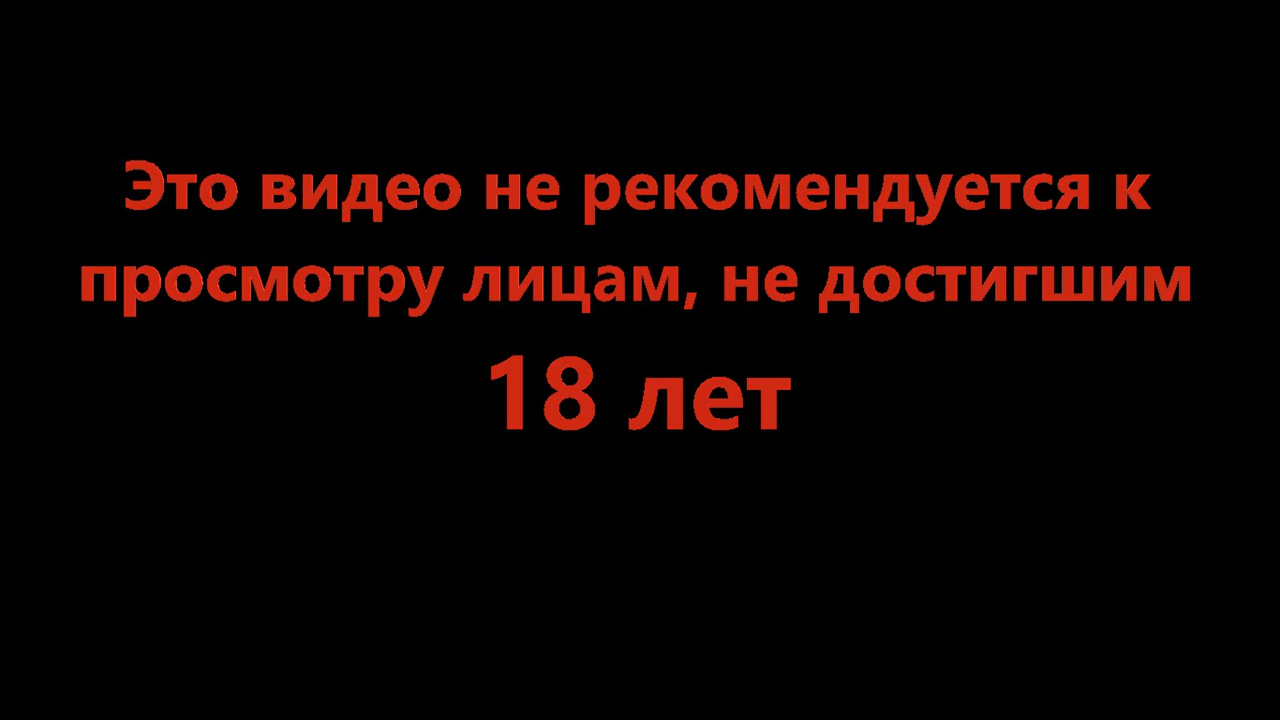 Это видео не рекомендуется к
просмотру лицам, не достигшим
18 лет